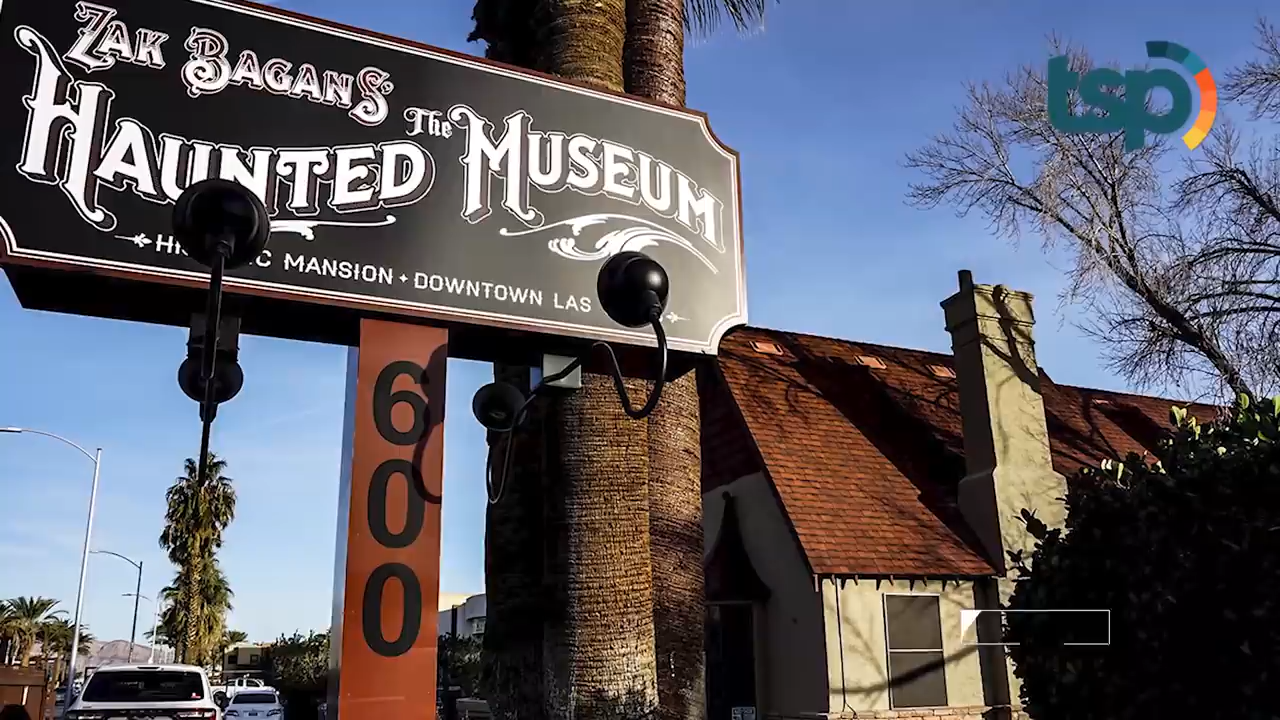 Zak Bagans'
The
Haunted Museum
MANSION + DOWNTOWN LAS
600
tsp